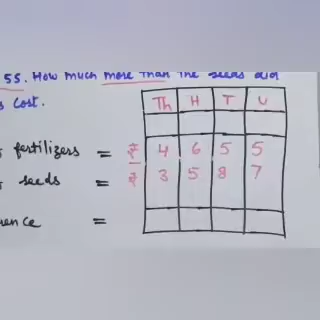 55. How much more than the seeds did
cost.
Th H T U
fertilizers = ₹ 4 6 5 5
seeds = ₹ 3 5 8 7
=